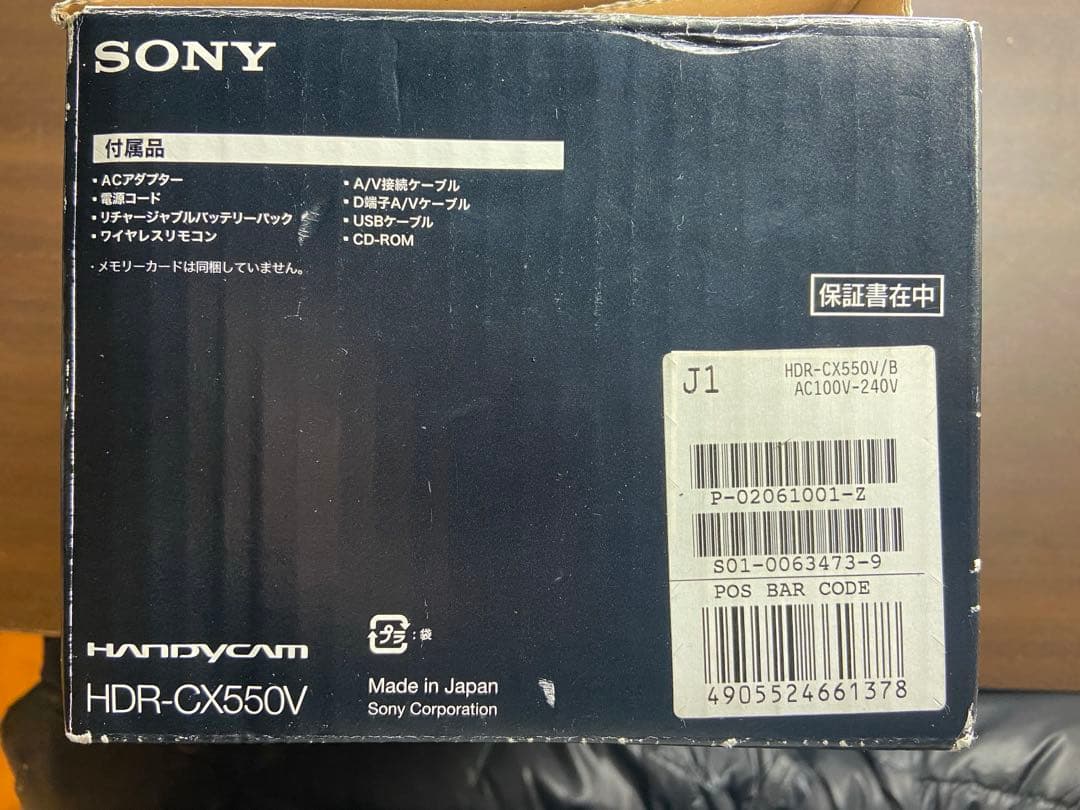 SONY
付属品
▪ ACアダプター
▪ 電源コード
▪ リチャージャブルバッテリーパック
▪ ワイヤレスリモコン
▪ A/V接続ケーブル
▪ D端子A/Vケーブル
▪ USBケーブル
▪ CD-ROM
・メモリーカードは同梱していません。
保証書在中
J1
HDR-CX550V/B
AC100V-240V
P-02061001-Z
S01-0063473-9
POS BAR CODE
4905524661378
HANDYCAM
HDR-CX550V
プラ : 袋
Made in Japan
Sony Corporation